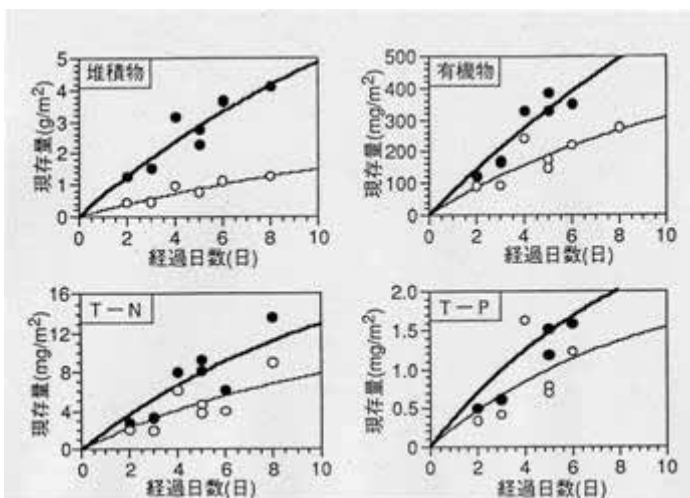 堆積物
現存量(g/m²)
5
4
3
2
1
0
0 2 4 6 8 10
経過日数(日)
有機物
現存量(mg/m²)
500
400
300
200
100
0
0 2 4 6 8 10
経過日数(日)
T－N
現存量(mg/m²)
16
12
8
4
0
0 2 4 6 8 10
経過日数(日)
T－P
現存量(mg/m²)
2.0
1.5
1.0
0.5
0.0
0 2 4 6 8 10
経過日数(日)